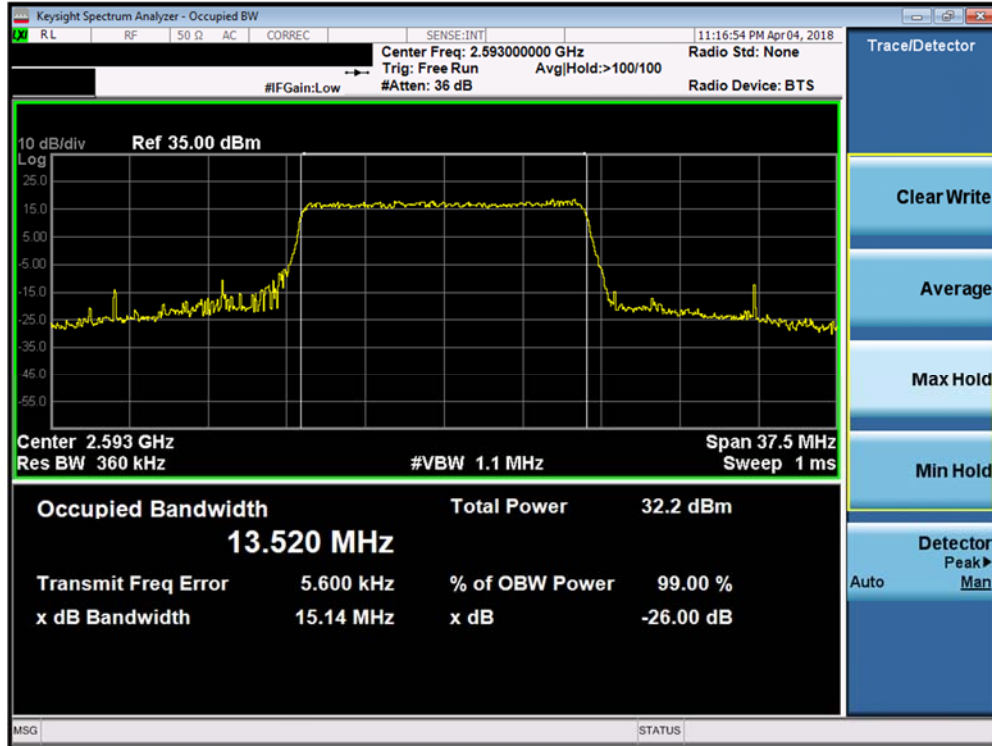 Keysight Spectrum Analyzer - Occupied BW
LXI RL RF 50 Ω AC CORREC SENSE:INT 11:16:54 PM Apr 04, 2018
Center Freq: 2.593000000 GHz Radio Std: None
Trig: Free Run Avg|Hold:>100/100
#IFGain:Low #Atten: 36 dB Radio Device: BTS
Trace/Detector
10 dB/div Ref 35.00 dBm
Log
25.0
15.0
5.00
-5.00
-15.0
-25.0
-35.0
-45.0
-55.0
Center 2.593 GHz Span 37.5 MHz
Res BW 360 kHz #VBW 1.1 MHz Sweep 1 ms
Occupied Bandwidth Total Power 32.2 dBm
13.520 MHz
Transmit Freq Error 5.600 kHz % of OBW Power 99.00 %
x dB Bandwidth 15.14 MHz x dB -26.00 dB
Clear Write
Average
Max Hold
Min Hold
Detector
Peak▶
Auto Man
MSG STATUS